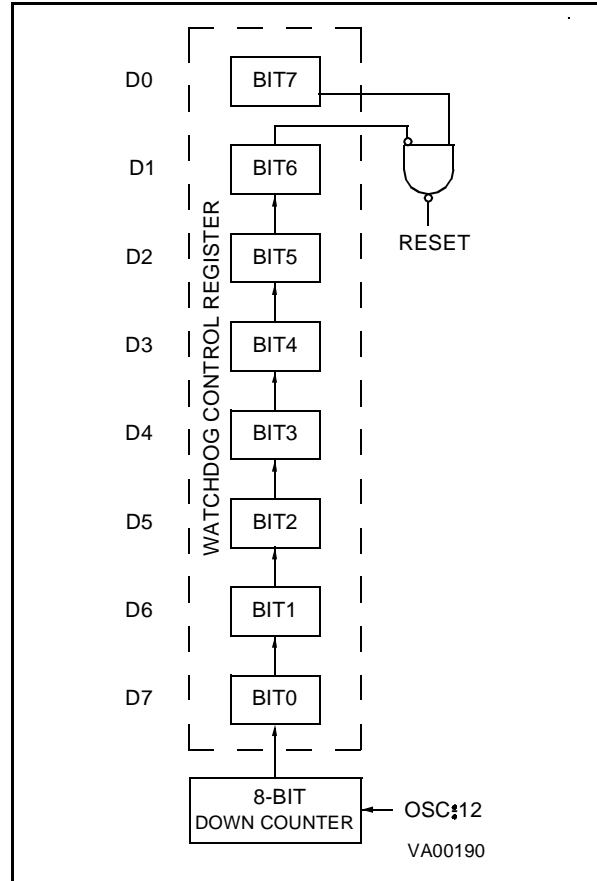 D0 BIT7
D1 BIT6
RESET
D2 BIT5
D3 BIT4
D4 BIT3
D5 BIT2
D6 BIT1
D7 BIT0
WATCHDOG CONTROL REGISTER
8-BIT
DOWN COUNTER
OSC÷12
VA00190